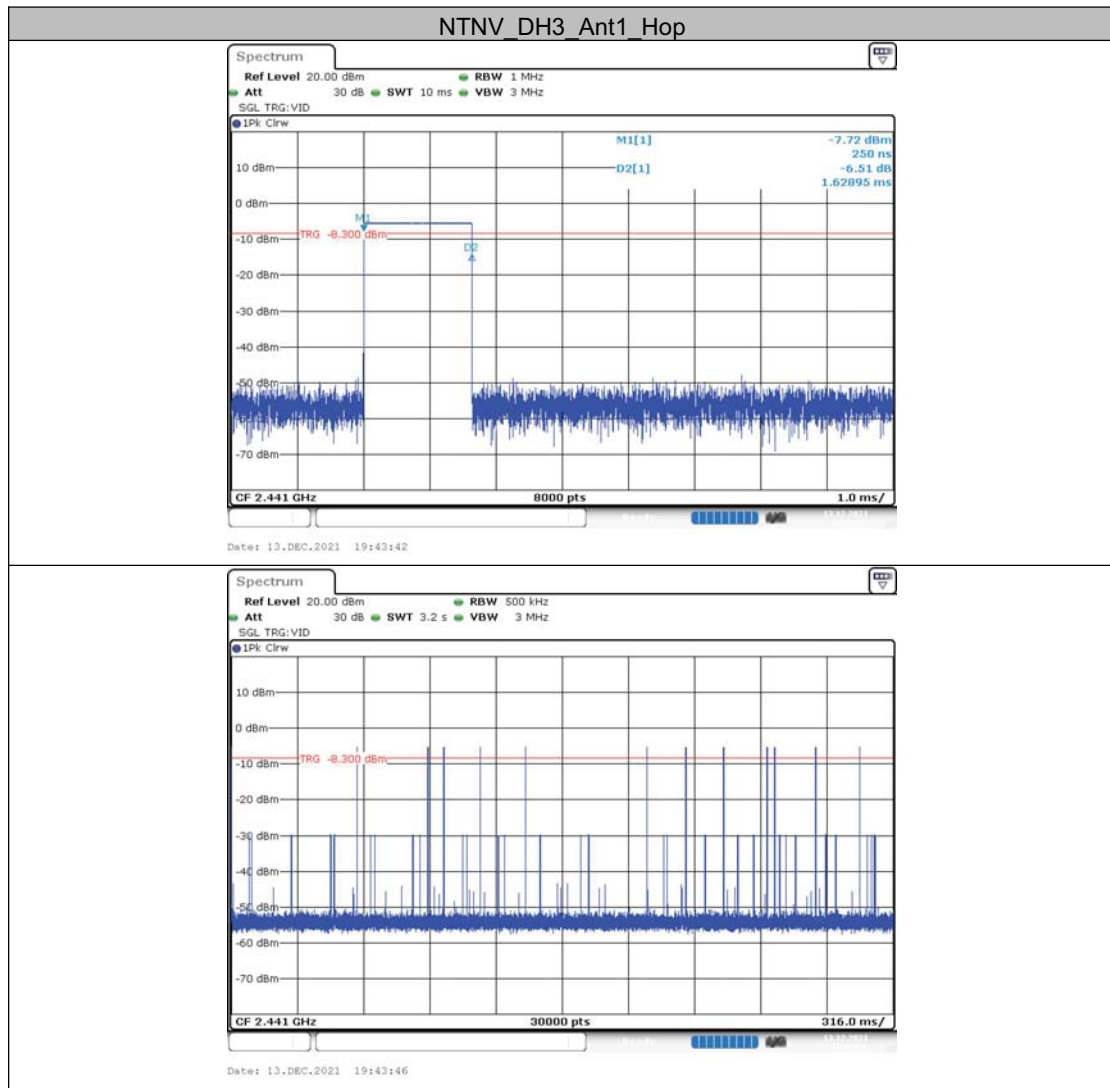 NTNV_DH3_Ant1_Hop
Spectrum
Ref Level 20.00 dBm RBW 1 MHz
Att 30 dB SWT 10 ms VBW 3 MHz
SGL TRG:VID
1Pk Clrw
M1[1] -7.72 dBm
250 ns
D2[1] -6.51 dB
1.62895 ms
10 dBm
0 dBm
M1
TRG -8.300 dBm
-10 dBm
D2
-20 dBm
-30 dBm
-40 dBm
-50 dBm
-70 dBm
CF 2.441 GHz 8000 pts 1.0 ms/
Date: 13.DEC.2021 19:43:42
Spectrum
Ref Level 20.00 dBm RBW 500 kHz
Att 30 dB SWT 3.2 s VBW 3 MHz
SGL TRG:VID
1Pk Clrw
10 dBm
0 dBm
TRG -8.300 dBm
-10 dBm
-20 dBm
-30 dBm
-40 dBm
-60 dBm
-70 dBm
CF 2.441 GHz 30000 pts 316.0 ms/
Date: 13.DEC.2021 19:43:46